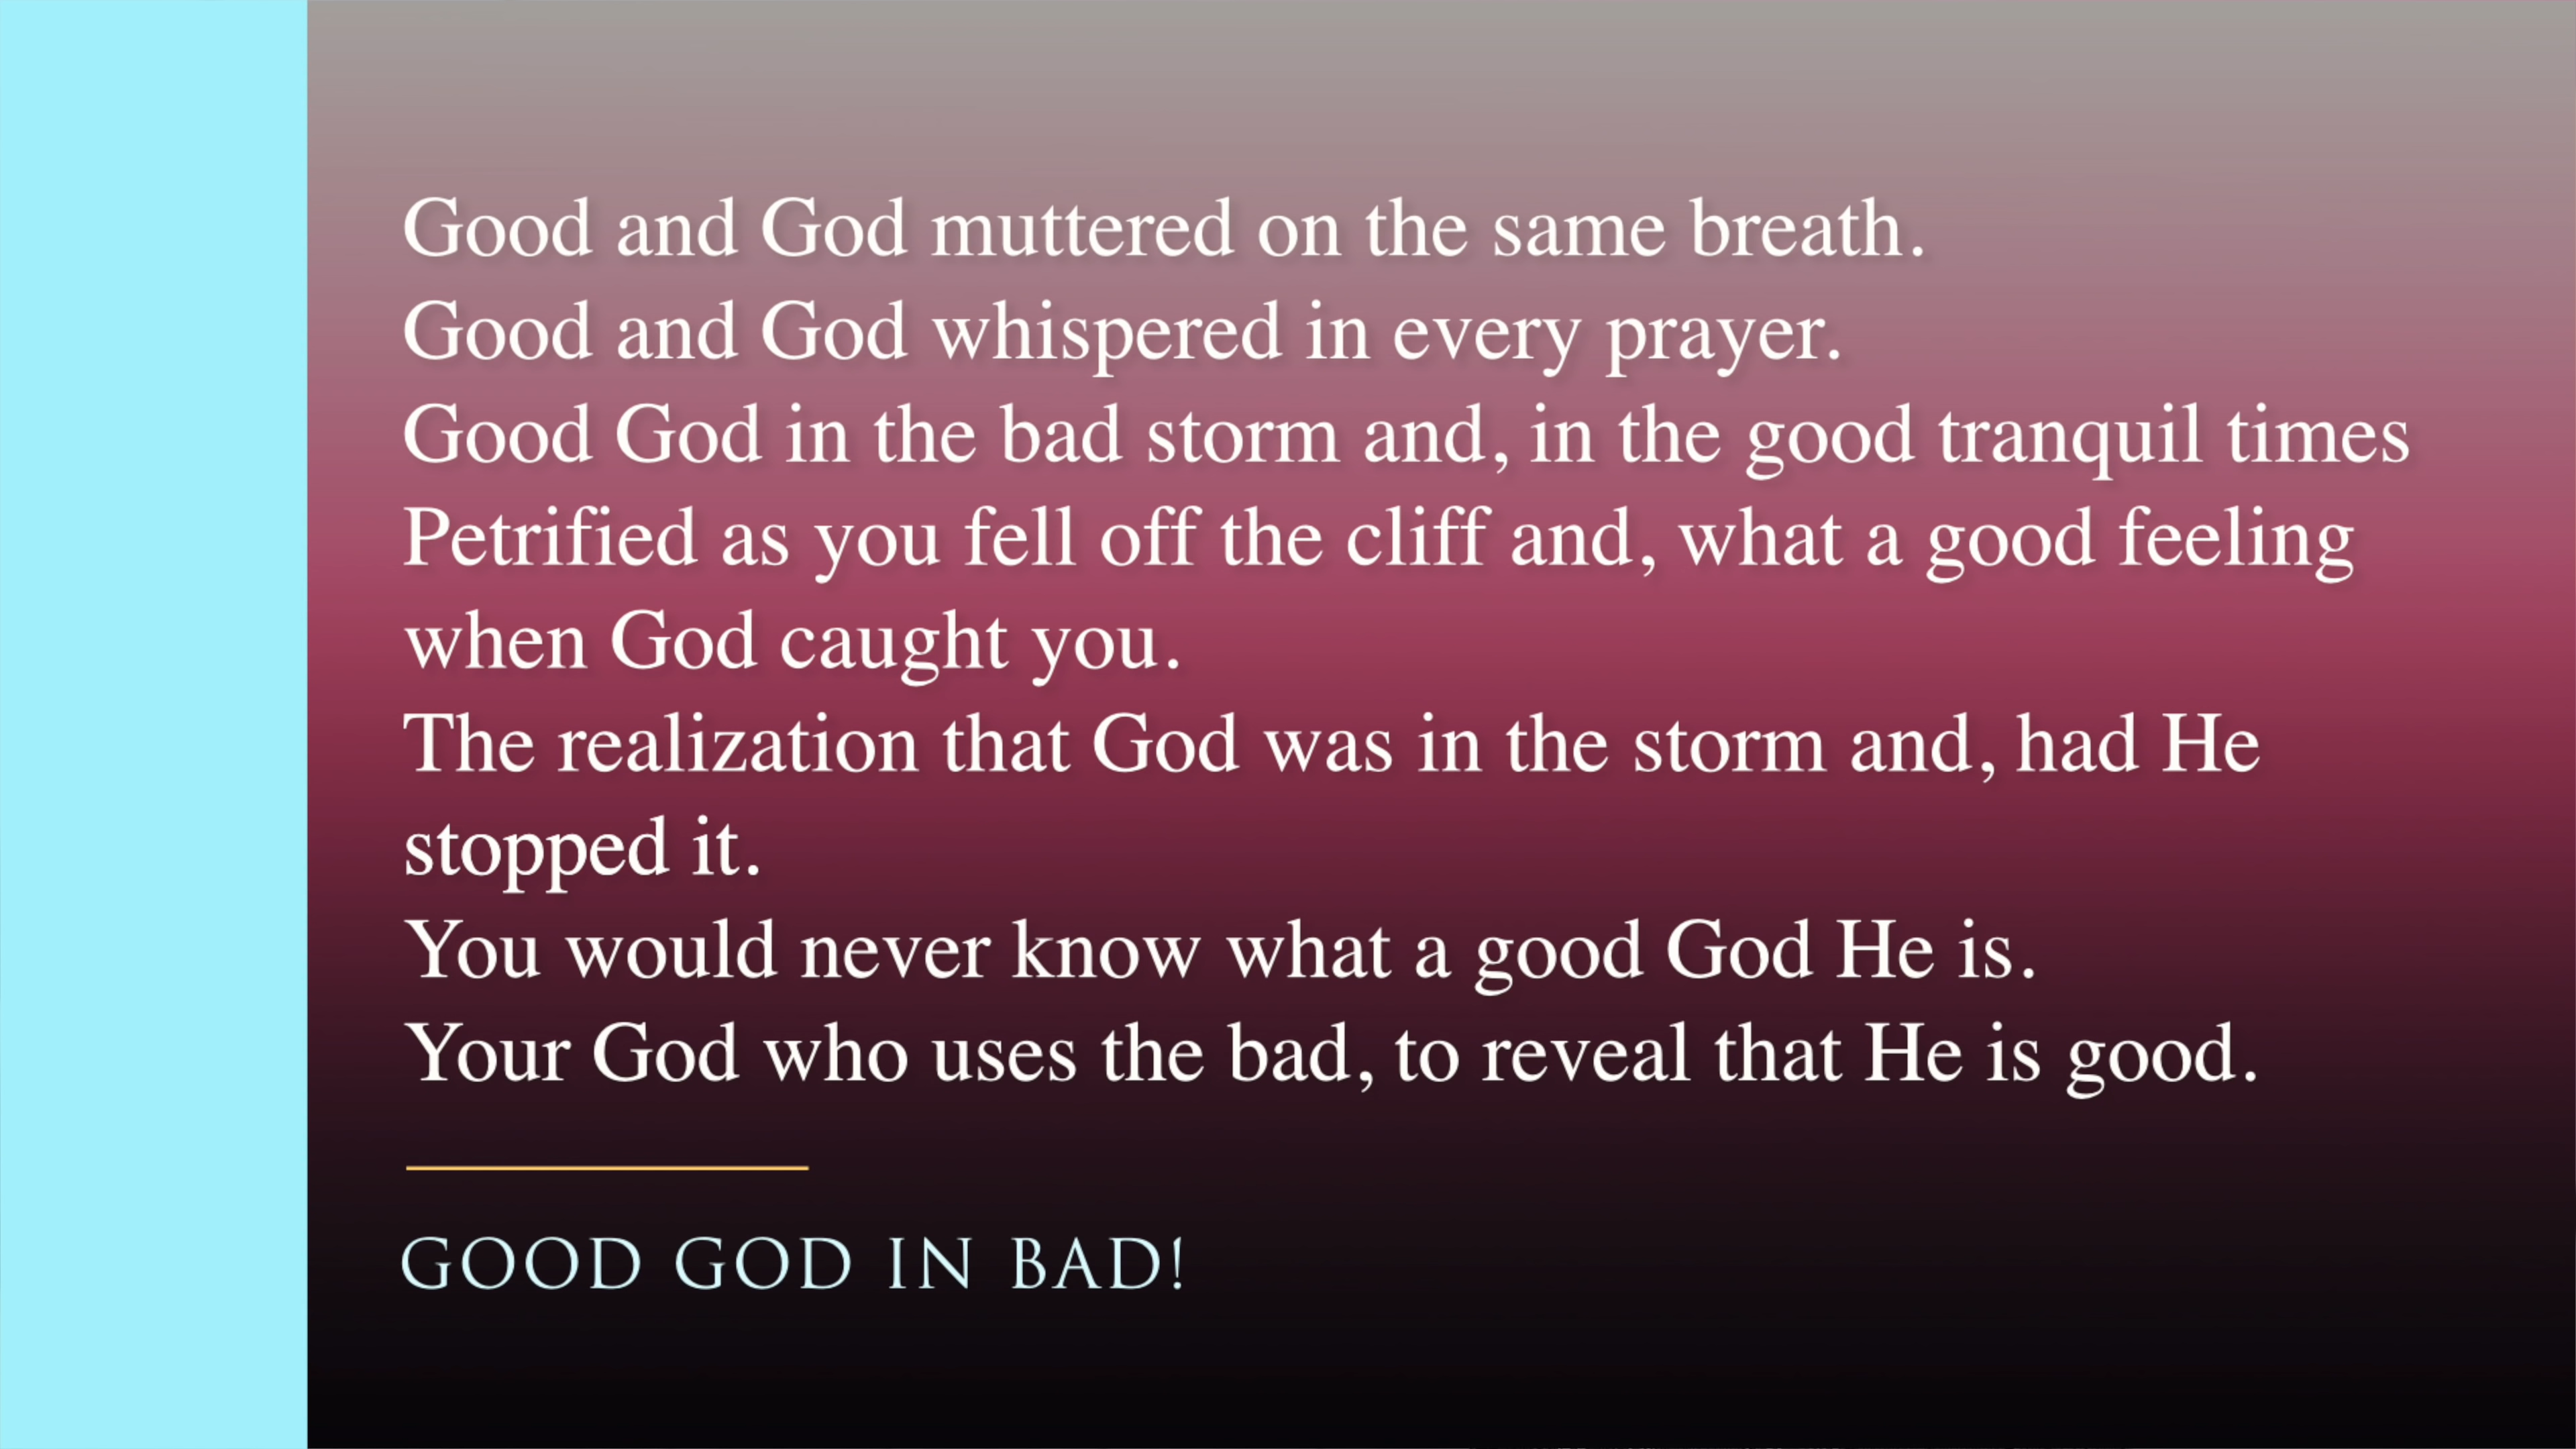 Good and God muttered on the same breath.
Good and God whispered in every prayer.
Good God in the bad storm and, in the good tranquil times
Petrified as you fell off the cliff and, what a good feeling
when God caught you.
The realization that God was in the storm and, had He
stopped it.
You would never know what a good God He is.
Your God who uses the bad, to reveal that He is good.
GOOD GOD IN BAD!